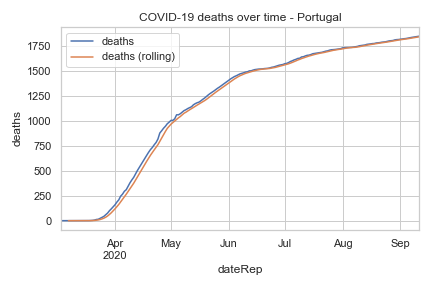 COVID-19 deaths over time - Portugal
deaths
deaths (rolling)
1750
1500
1250
1000
750
500
250
0
deaths
Apr
2020
May
Jun
Jul
Aug
Sep
dateRep